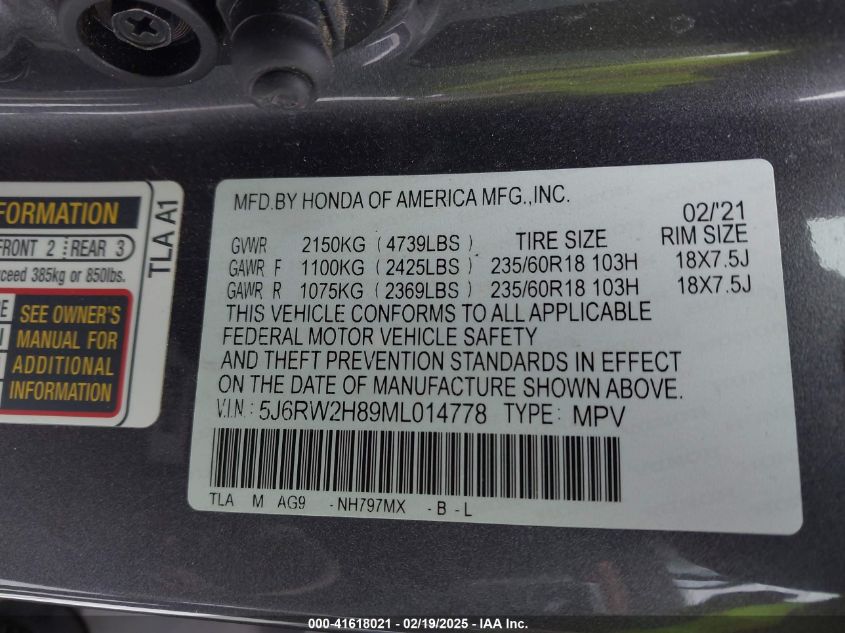 FORMATION
FRONT 2 REAR 3
xceed 385kg or 850lbs.
SEE OWNER'S
MANUAL FOR
ADDITIONAL
INFORMATION
TLA A1
MFD.BY HONDA OF AMERICA MFG.,INC.
02/'21
GVWR 2150KG (4739LBS) TIRE SIZE RIM SIZE
GAWR F 1100KG (2425LBS) 235/60R18 103H 18X7.5J
GAWR R 1075KG (2369LBS) 235/60R18 103H 18X7.5J
THIS VEHICLE CONFORMS TO ALL APPLICABLE
FEDERAL MOTOR VEHICLE SAFETY
AND THEFT PREVENTION STANDARDS IN EFFECT
ON THE DATE OF MANUFACTURE SHOWN ABOVE.
V.I.N.: 5J6RW2H89ML014778 TYPE: MPV
TLA M AG9 -NH797MX -B -L
000-41618021 — 02/19/2025 — IAA Inc.